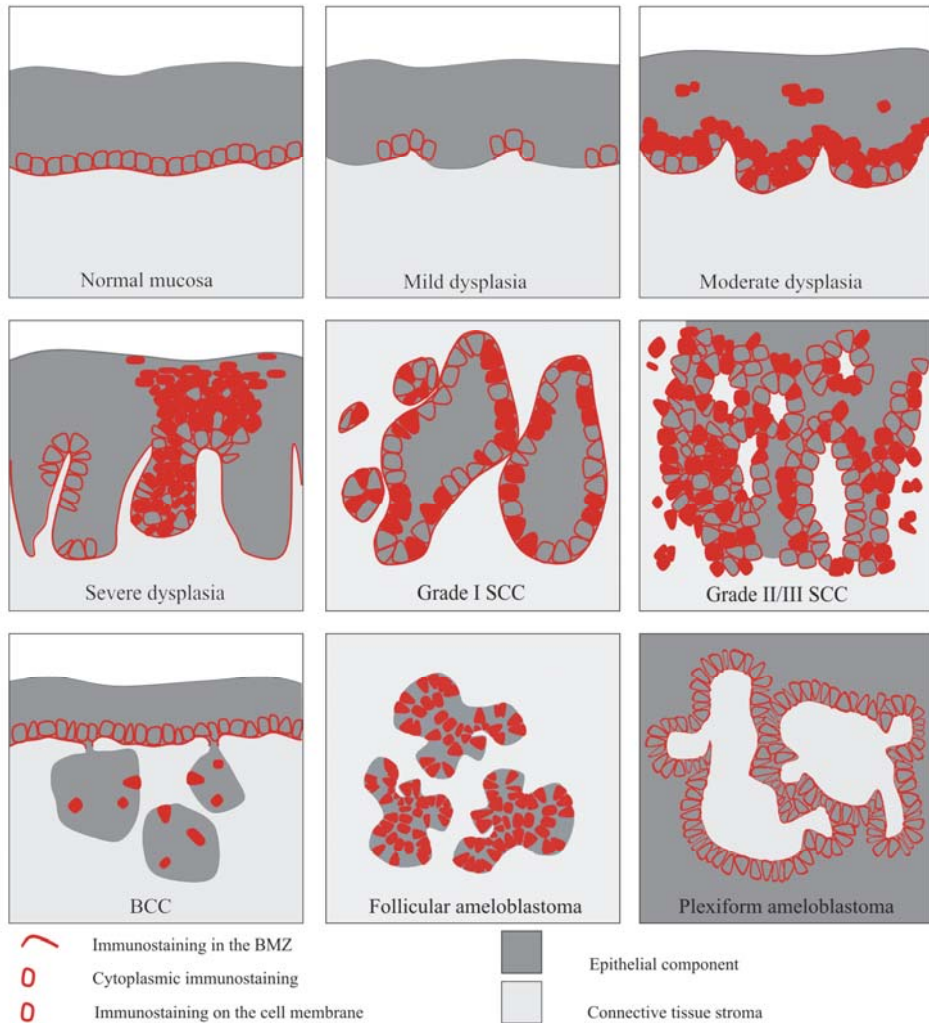 Normal mucosa
Mild dysplasia
Moderate dysplasia
Severe dysplasia
Grade I SCC
Grade II/III SCC
BCC
Follicular ameloblastoma
Plexiform ameloblastoma
Immunostaining in the BMZ
Cytoplasmic immunostaining
Immunostaining on the cell membrane
Epithelial component
Connective tissue stroma